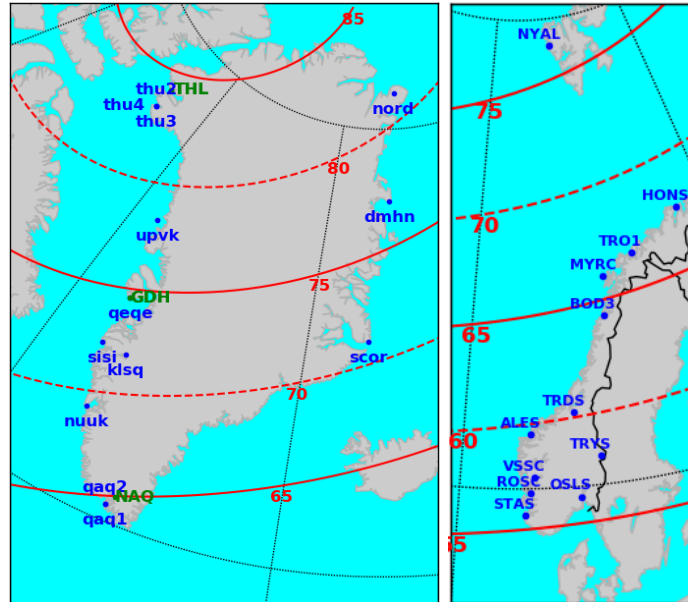 85
thu2 THL
thu4
thu3
nord
80
dmhn
upvk
75
GDH
qeqe
sisi
klsq
scor
70
nuuk
qaq2
65
NAQ
qaq1
NYAL
75
HONS
70
TRO1
MYRC
BOD3
65
TRDS
ALES
60
TRYS
VSSC
ROSC
OSLS
STAS